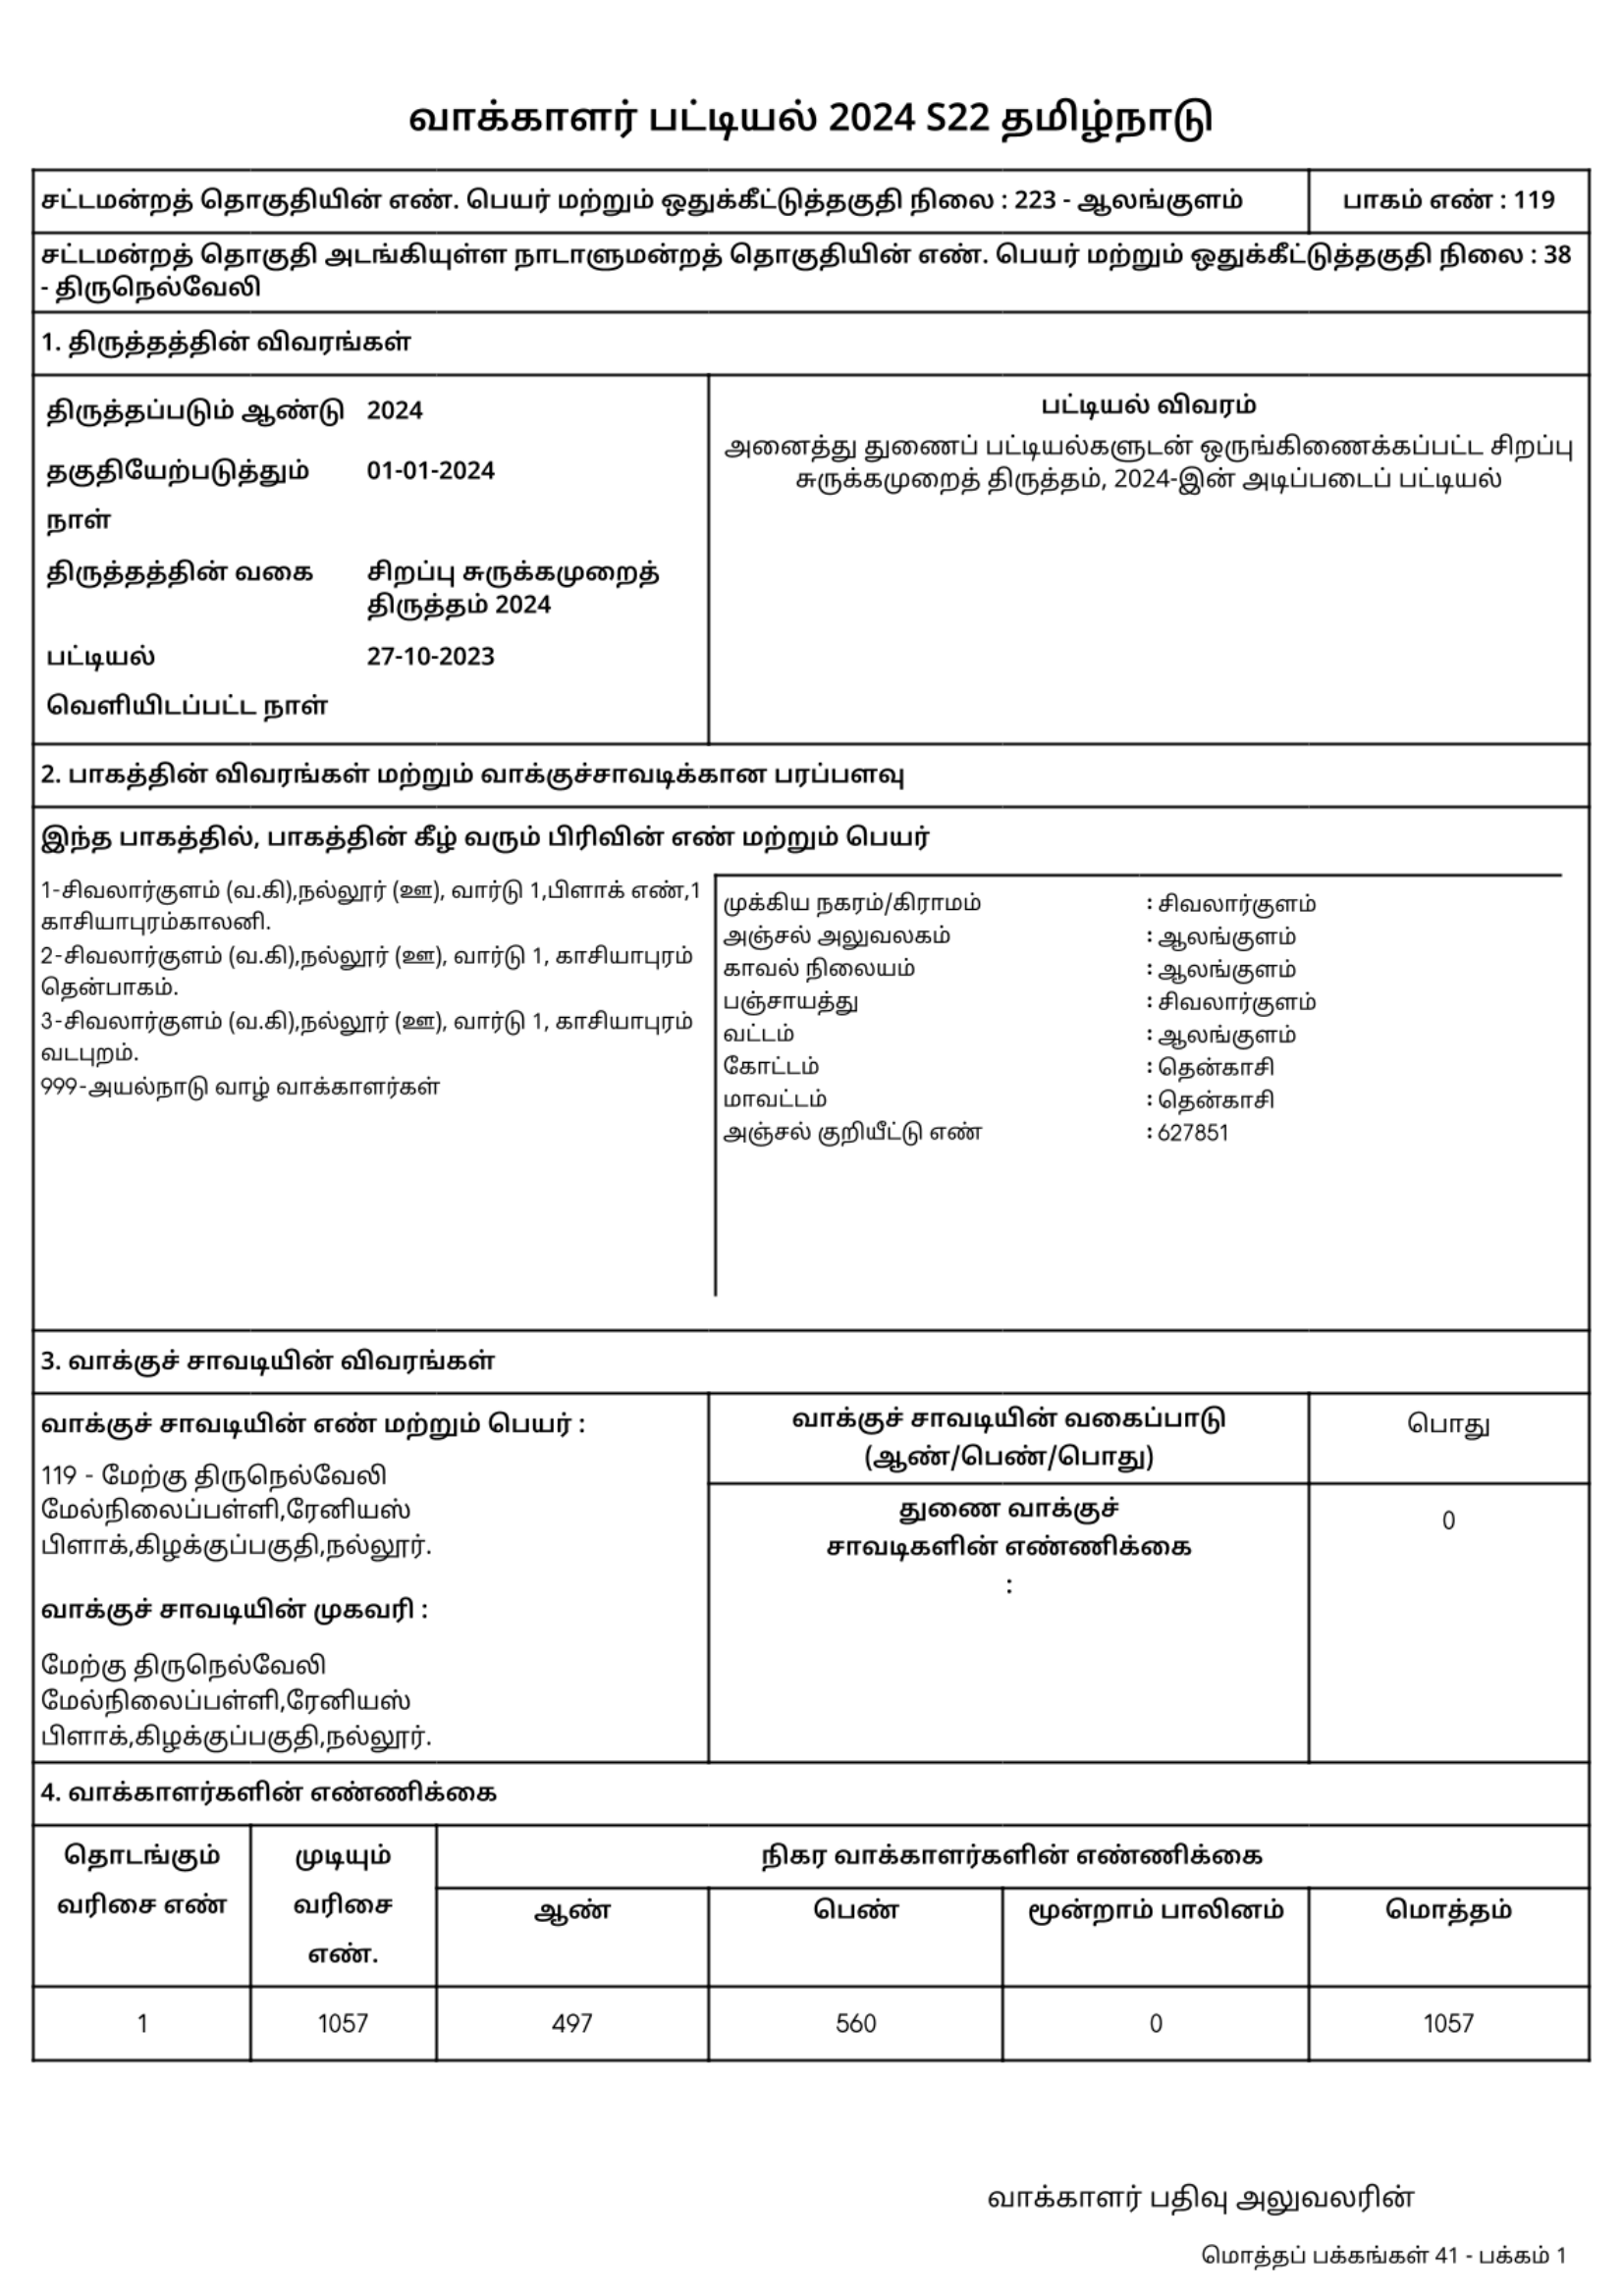 வாக்காளர் பட்டியல் 2024 S22 தமிழ்நாடு
சட்டமன்றத் தொகுதியின் எண். பெயர் மற்றும் ஒதுக்கீட்டுத்தகுதி நிலை : 223 - ஆலங்குளம்
பாகம் எண் : 119
சட்டமன்றத் தொகுதி அடங்கியுள்ள நாடாளுமன்றத் தொகுதியின் எண். பெயர் மற்றும் ஒதுக்கீட்டுத்தகுதி நிலை : 38
- திருநெல்வேலி
1. திருத்தத்தின் விவரங்கள்
திருத்தப்படும் ஆண்டு 2024
தகுதியேற்படுத்தும் 01-01-2024
நாள்
திருத்தத்தின் வகை சிறப்பு சுருக்கமுறைத்
திருத்தம் 2024
பட்டியல் 27-10-2023
வெளியிடப்பட்ட நாள்
பட்டியல் விவரம்
அனைத்து துணைப் பட்டியல்களுடன் ஒருங்கிணைக்கப்பட்ட சிறப்பு
சுருக்கமுறைத் திருத்தம், 2024-இன் அடிப்படைப் பட்டியல்
2. பாகத்தின் விவரங்கள் மற்றும் வாக்குச்சாவடிக்கான பரப்பளவு
இந்த பாகத்தில், பாகத்தின் கீழ் வரும் பிரிவின் எண் மற்றும் பெயர்
1-சிவலார்குளம் (வ.கி),நல்லூர் (ஊ), வார்டு 1,பிளாக் எண்,1
காசியாபுரம்காலனி.
2-சிவலார்குளம் (வ.கி),நல்லூர் (ஊ), வார்டு 1, காசியாபுரம்
தென்பாகம்.
3-சிவலார்குளம் (வ.கி),நல்லூர் (ஊ), வார்டு 1, காசியாபுரம்
வடபுறம்.
999-அயல்நாடு வாழ் வாக்காளர்கள்
முக்கிய நகரம்/கிராமம் : சிவலார்குளம்
அஞ்சல் அலுவலகம் : ஆலங்குளம்
காவல் நிலையம் : ஆலங்குளம்
பஞ்சாயத்து : சிவலார்குளம்
வட்டம் : ஆலங்குளம்
கோட்டம் : தென்காசி
மாவட்டம் : தென்காசி
அஞ்சல் குறியீட்டு எண் : 627851
3. வாக்குச் சாவடியின் விவரங்கள்
வாக்குச் சாவடியின் எண் மற்றும் பெயர் :
119 - மேற்கு திருநெல்வேலி
மேல்நிலைப்பள்ளி,ரேனியஸ்
பிளாக்,கிழக்குப்பகுதி,நல்லூர்.
வாக்குச் சாவடியின் முகவரி :
மேற்கு திருநெல்வேலி
மேல்நிலைப்பள்ளி,ரேனியஸ்
பிளாக்,கிழக்குப்பகுதி,நல்லூர்.
வாக்குச் சாவடியின் வகைப்பாடு
(ஆண்/பெண்/பொது)
பொது
துணை வாக்குச்
சாவடிகளின் எண்ணிக்கை
:
0
4. வாக்காளர்களின் எண்ணிக்கை
தொடங்கும்
வரிசை எண்
முடியும்
வரிசை
எண்.
நிகர வாக்காளர்களின் எண்ணிக்கை
ஆண் பெண் மூன்றாம் பாலினம் மொத்தம்
1 1057 497 560 0 1057
வாக்காளர் பதிவு அலுவலரின்
மொத்தப் பக்கங்கள் 41 - பக்கம் 1